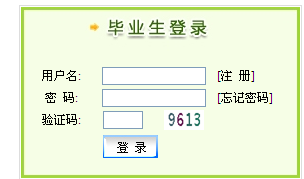 毕业生登录
用户名: [注 册]
密 码: [忘记密码]
验证码: 9613
登 录